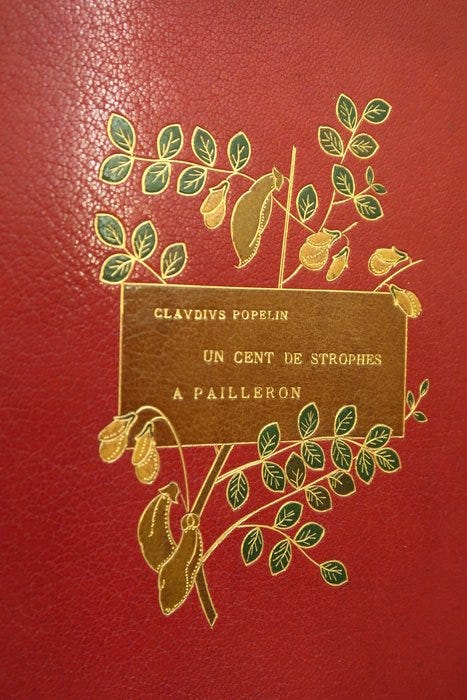 CLAVDIVS POPELIN
UN CENT DE STROPHES
A PAILLERON